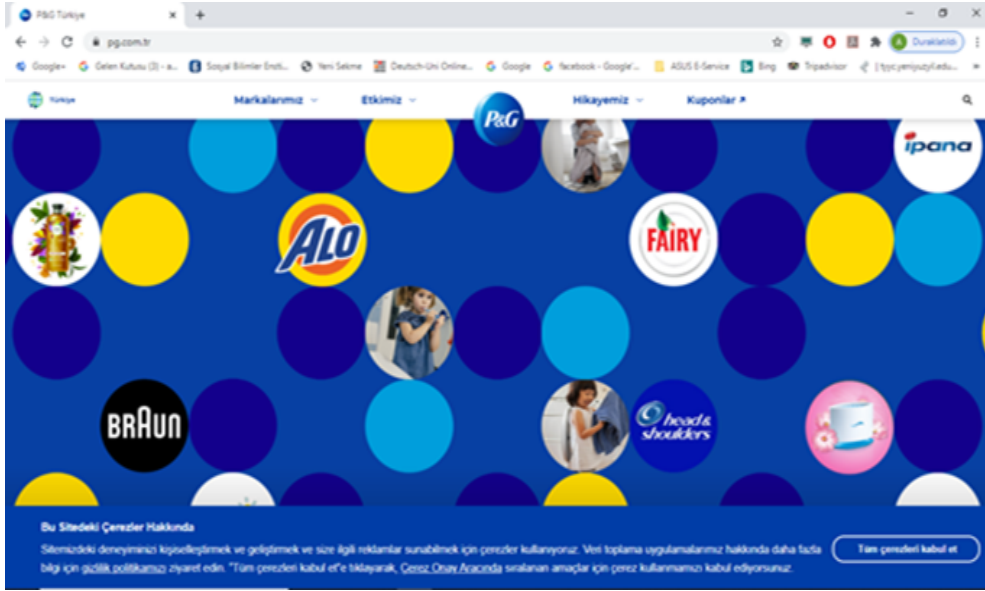 P&G Türkiye
pg.com.tr
Duraklatıldı
Google+ Gelen Kutusu (3) - a... Sosyal Bilimler Ensti... Yeni Sekme Deutsch-Uni Online... Google facebook - Google'... ASUS E-Service Bing Tripadvisor
Türkiye Markalarımız Etkimiz P&G Hikayemiz Kuponlar
ipana
ALO
FAIRY
BRAUN
head &
shoulders
Bu Sitedeki Çerezler Hakkında
Sitemizdeki deneyiminizi kişiselleştirmek ve geliştirmek ve size ilgili reklamlar sunabilmek için çerezler kullanıyoruz. Veri toplama uygulamalarımız hakkında daha fazla
bilgi için gizlilik politikamızı ziyaret edin. "Tüm çerezleri kabul et"e tıklayarak, Çerez Onay Aracında sıralanan amaçlar için çerez kullanmamızı kabul ediyorsunuz.
Tüm çerezleri kabul et